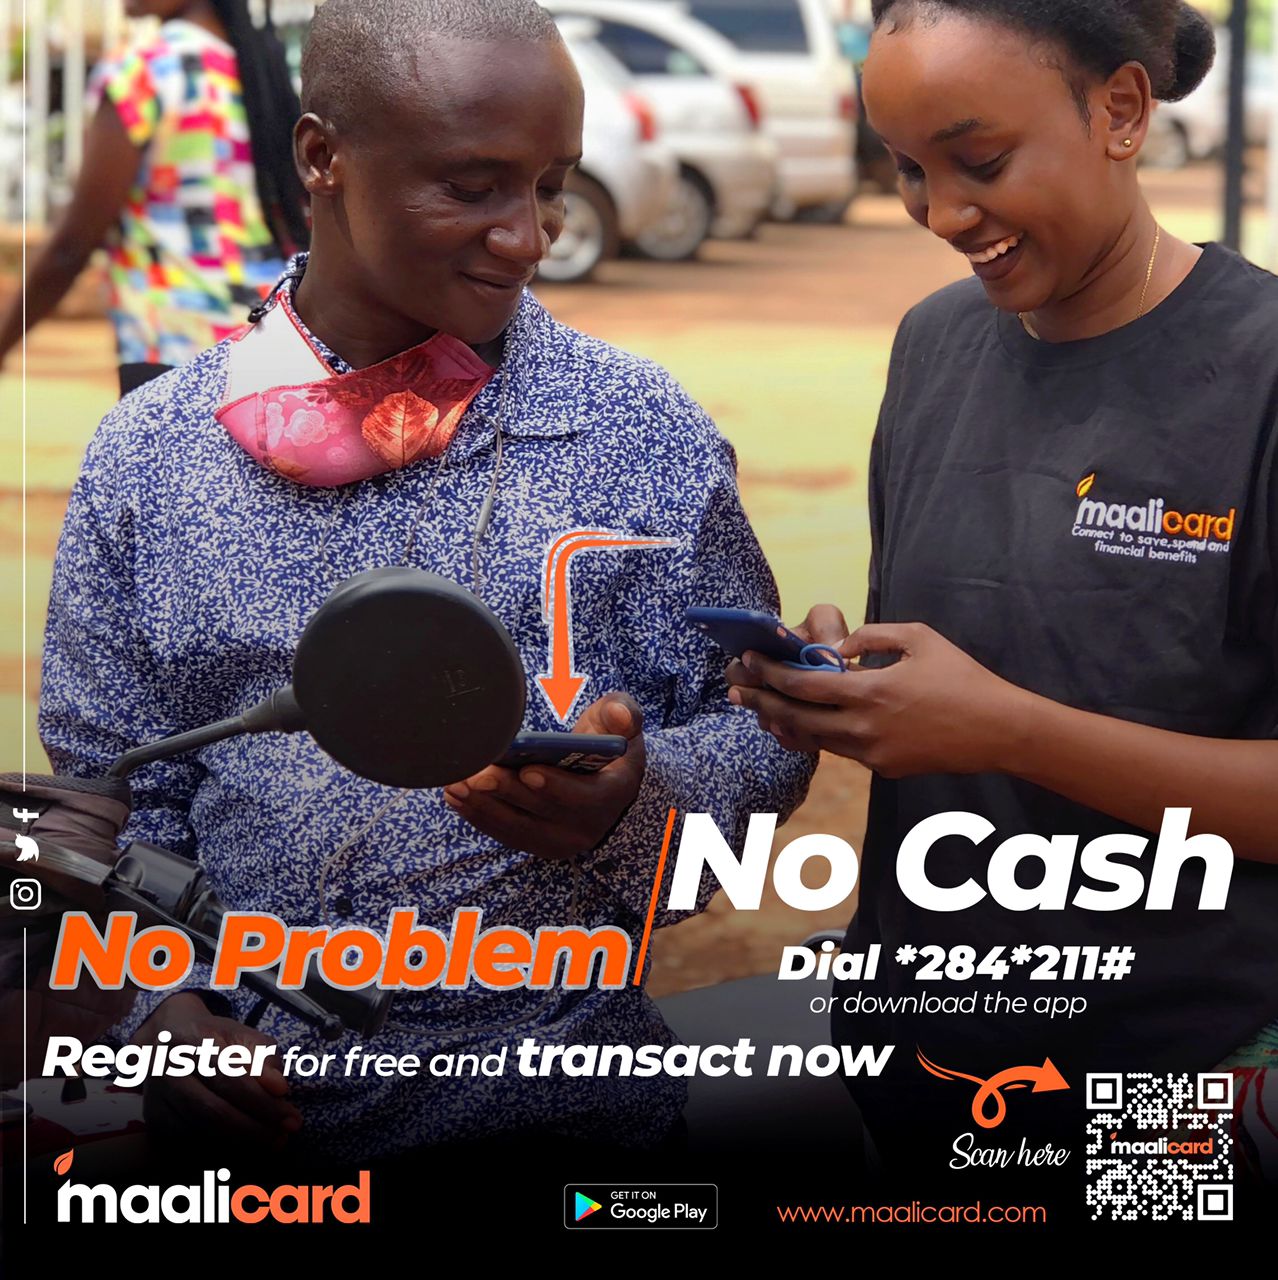 maalicard
Connect to save, spend and
financial benefits
No Cash
No Problem
Dial *284*211#
or download the app
Register for free and transact now
Scan here
maalicard
maalicard
GET IT ON
Google Play
www.maalicard.com